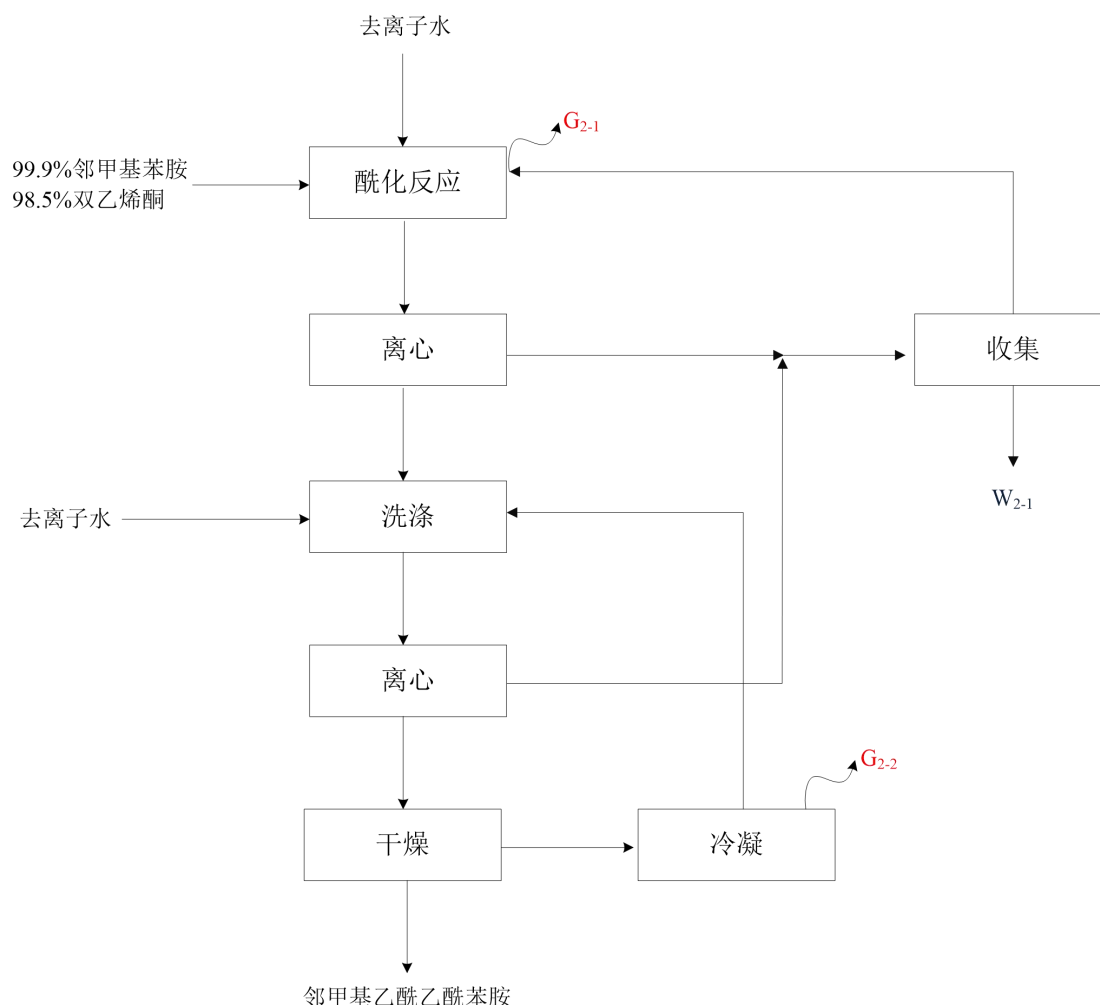 去离子水
G2-1
99.9%邻甲基苯胺
98.5%双乙烯酮
酰化反应
离心
收集
W2-1
去离子水
洗涤
离心
G2-2
干燥
冷凝
邻甲基乙酰乙酰苯胺